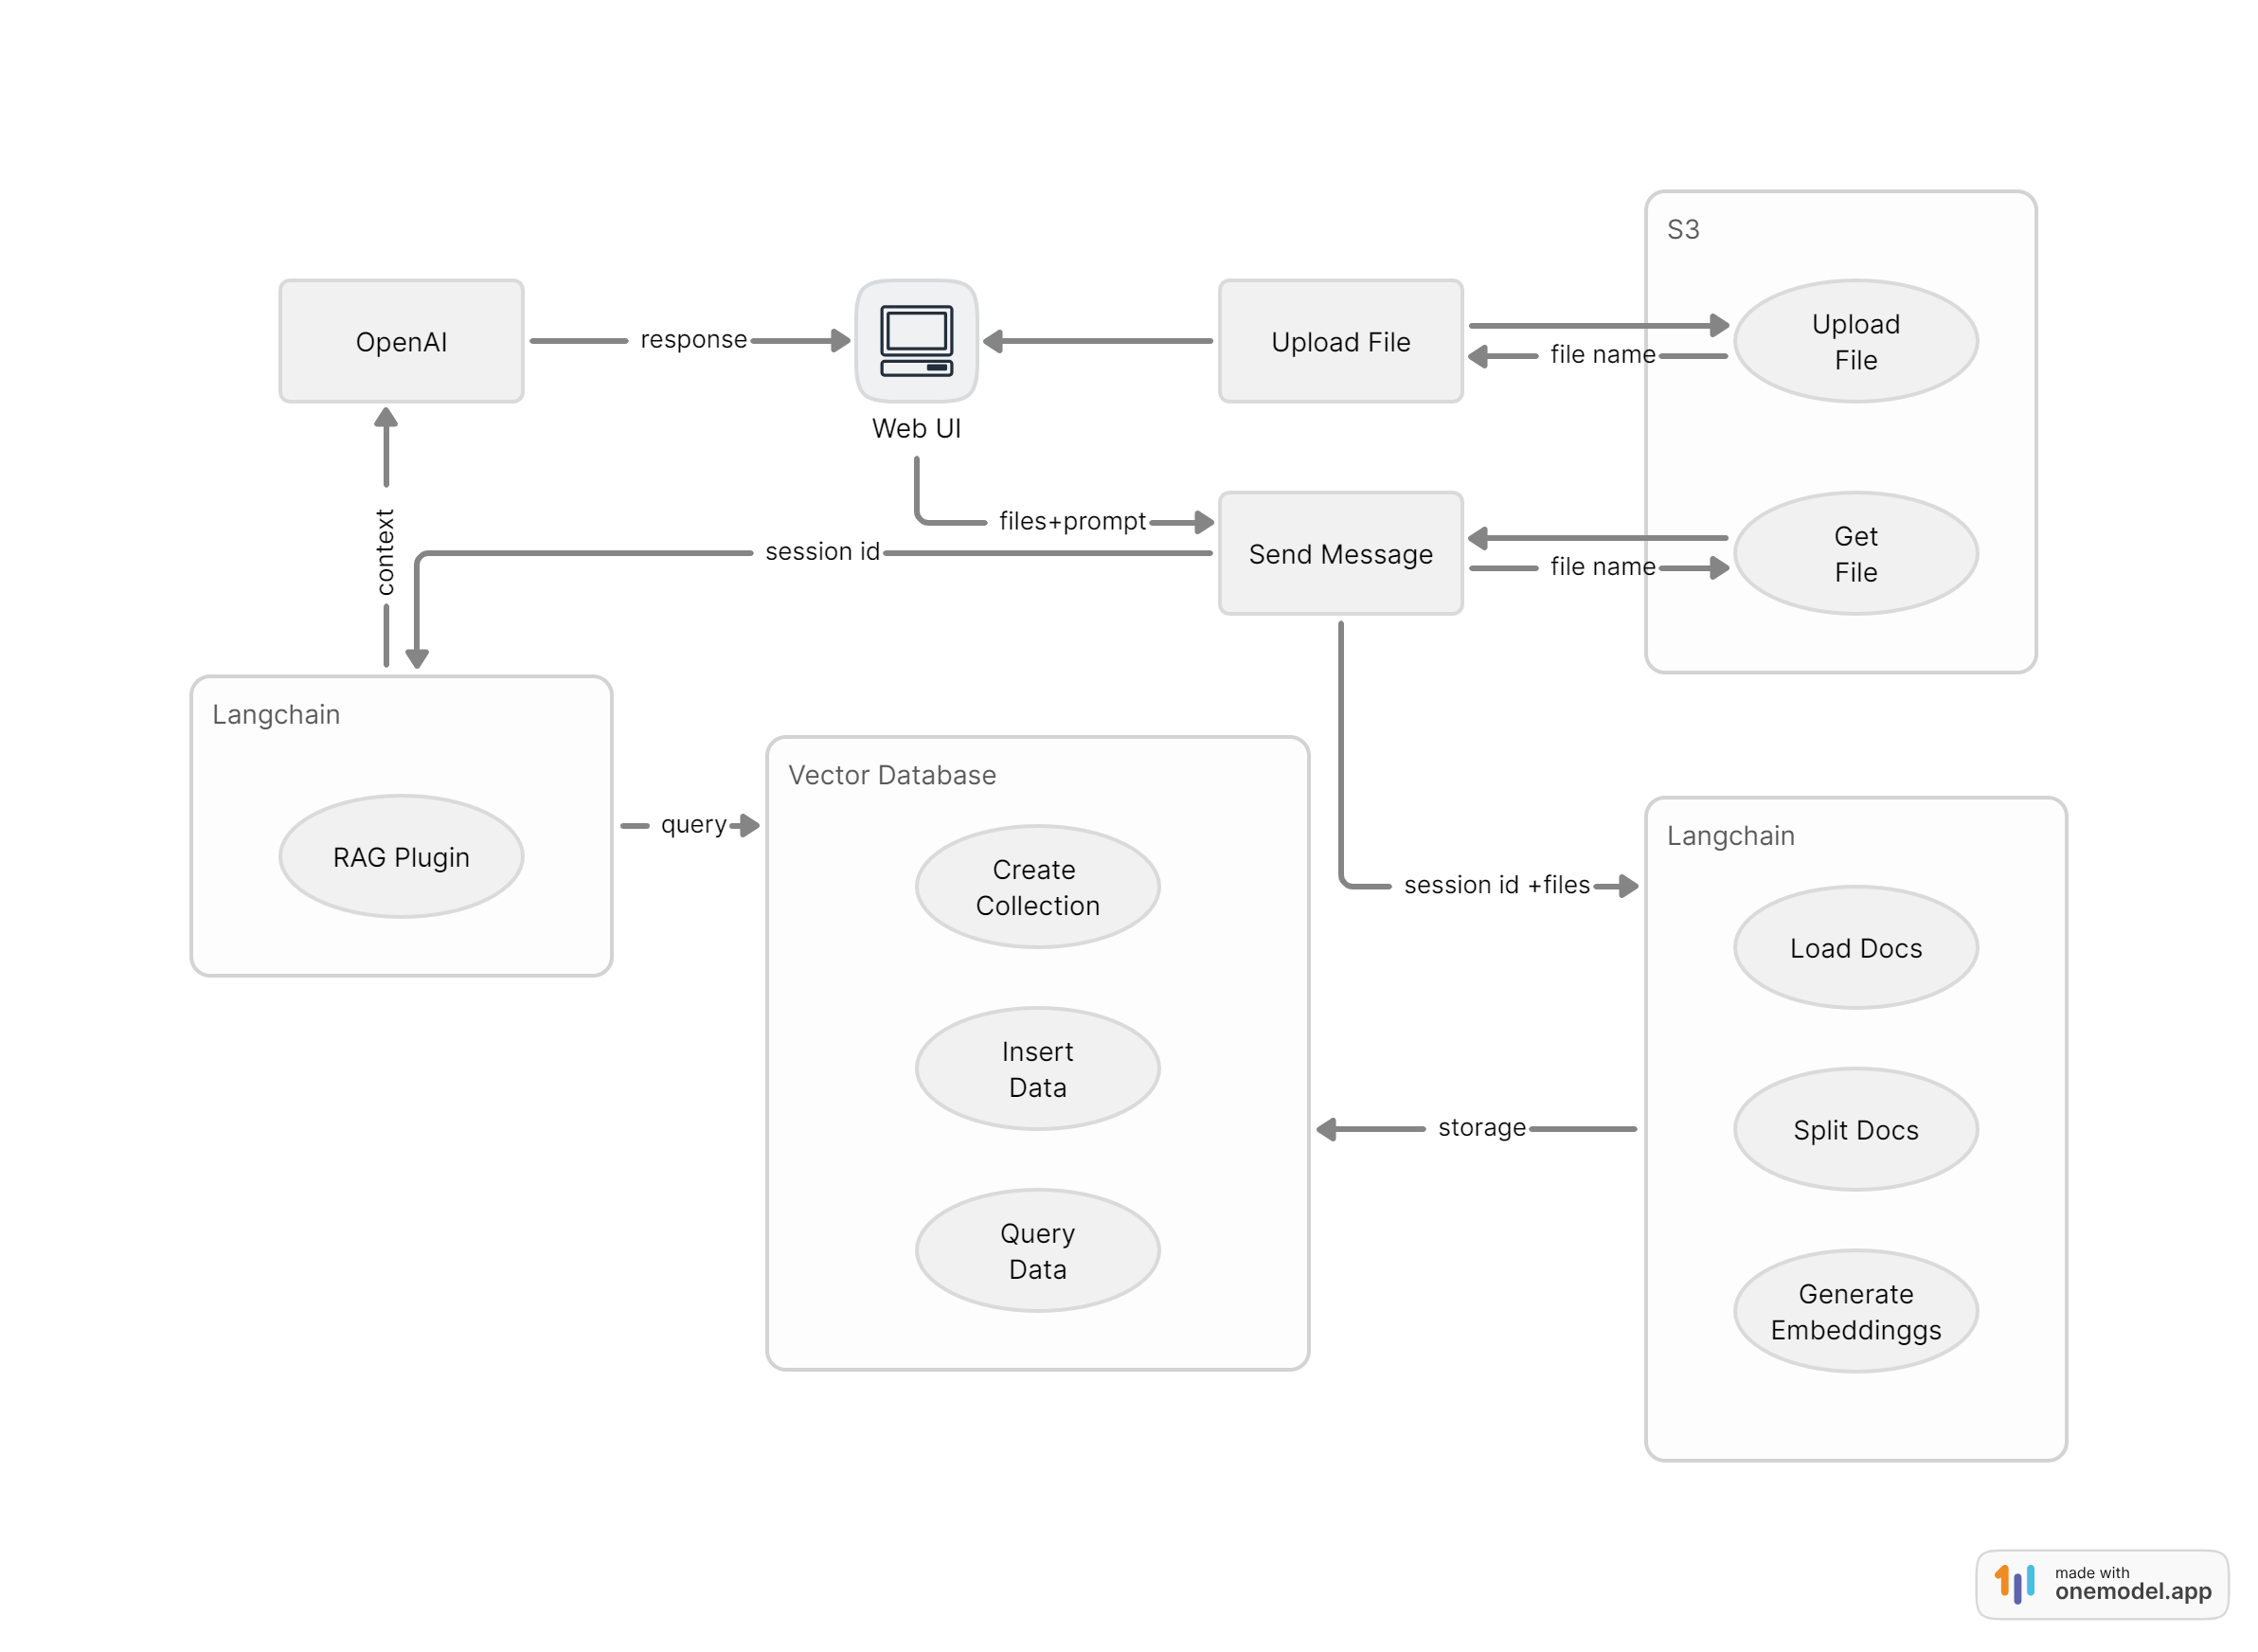 S3
OpenAI
response
Web UI
Upload File
Upload
File
file name
context
files+prompt
session id
Send Message
Get
File
file name
Langchain
RAG Plugin
query
Vector Database
Create
Collection
Insert
Data
Query
Data
session id +files
Langchain
Load Docs
Split Docs
Generate
Embeddinggs
storage
made with
onemodel.app